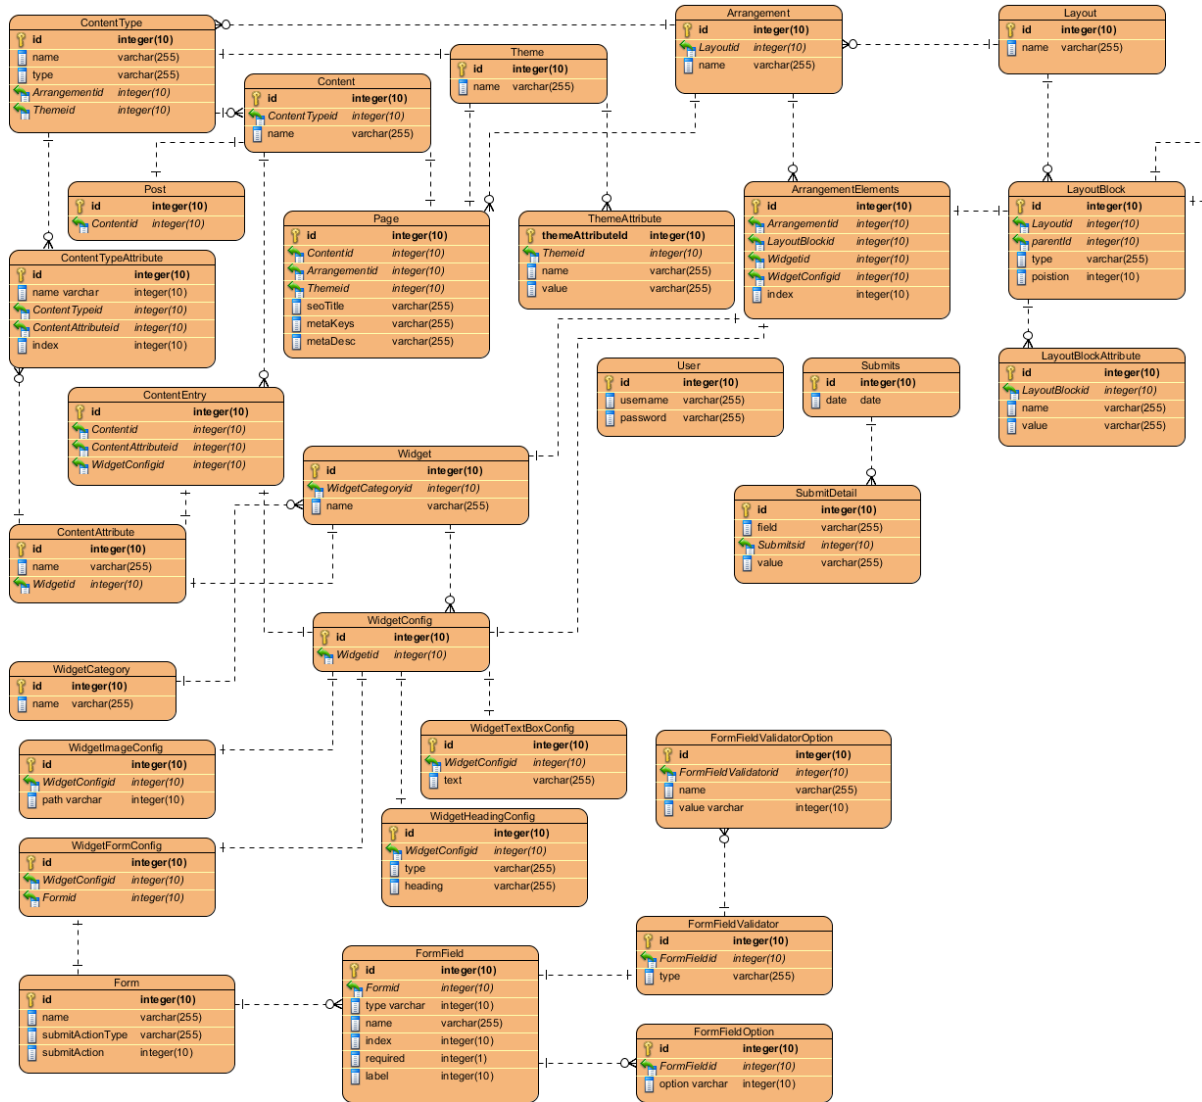 ContentType
id integer(10)
name varchar(255)
type varchar(255)
Arrangementid integer(10)
Themeid integer(10)
Theme
id integer(10)
name varchar(255)
Arrangement
id integer(10)
Layoutid integer(10)
name varchar(255)
Layout
id integer(10)
name varchar(255)
Content
id integer(10)
ContentTypeid integer(10)
name varchar(255)
Post
id integer(10)
Contentid integer(10)
Page
id integer(10)
Contentid integer(10)
Arrangementid integer(10)
Themeid integer(10)
seoTitle varchar(255)
metaKeys varchar(255)
metaDesc varchar(255)
ThemeAttribute
themeAttributeId integer(10)
Themeid integer(10)
name varchar(255)
value varchar(255)
ArrangementElements
id integer(10)
Arrangementid integer(10)
LayoutBlockid integer(10)
Widgetid integer(10)
WidgetConfigid integer(10)
index integer(10)
LayoutBlock
id integer(10)
Layoutid integer(10)
parentId integer(10)
type varchar(255)
poistion integer(10)
ContentTypeAttribute
id integer(10)
name varchar integer(10)
ContentTypeid integer(10)
ContentAttributeid integer(10)
index integer(10)
LayoutBlockAttribute
id integer(10)
LayoutBlockid integer(10)
name varchar(255)
value varchar(255)
User
id integer(10)
username varchar(255)
password varchar(255)
Submits
id integer(10)
date date
ContentEntry
id integer(10)
Contentid integer(10)
ContentAttributeid integer(10)
WidgetConfigid integer(10)
Widget
id integer(10)
WidgetCategoryid integer(10)
name varchar(255)
SubmitDetail
id integer(10)
field varchar(255)
Submitsid integer(10)
value varchar(255)
ContentAttribute
id integer(10)
name varchar(255)
Widgetid integer(10)
WidgetConfig
id integer(10)
Widgetid integer(10)
WidgetCategory
id integer(10)
name varchar(255)
WidgetTextBoxConfig
id integer(10)
WidgetConfigid integer(10)
text varchar(255)
FormFieldValidatorOption
id integer(10)
FormFieldValidatorid integer(10)
name varchar(255)
value varchar integer(10)
WidgetImageConfig
id integer(10)
WidgetConfigid integer(10)
path varchar integer(10)
WidgetHeadingConfig
id integer(10)
WidgetConfigid integer(10)
type varchar(255)
heading varchar(255)
WidgetFormConfig
id integer(10)
WidgetConfigid integer(10)
Formid integer(10)
FormFieldValidator
id integer(10)
FormFieldid integer(10)
type varchar(255)
FormField
id integer(10)
Formid integer(10)
type varchar integer(10)
name varchar(255)
index integer(10)
required integer(1)
label integer(10)
Form
id integer(10)
name varchar(255)
submitActionType varchar(255)
submitAction integer(10)
FormFieldOption
id integer(10)
FormFieldid integer(10)
option varchar integer(10)